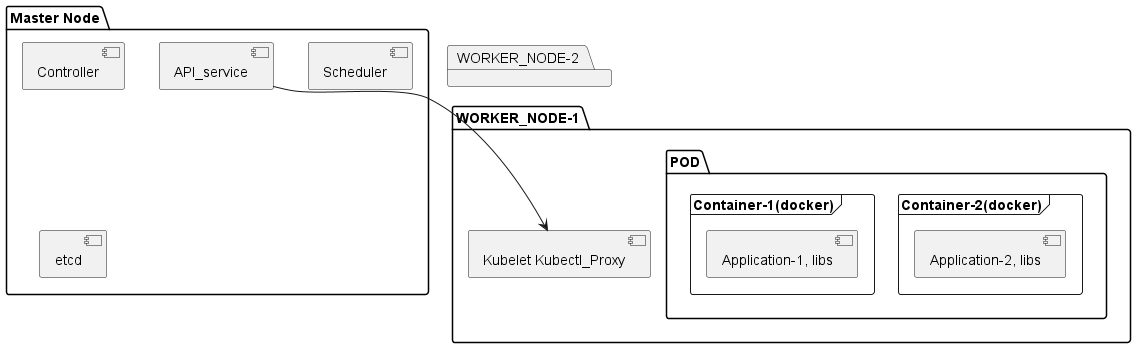 Master Node
Controller
API_service
Scheduler
etcd
WORKER_NODE-2
WORKER_NODE-1
Kubelet Kubectl_Proxy
POD
Container-1(docker)
Application-1, libs
Container-2(docker)
Application-2, libs